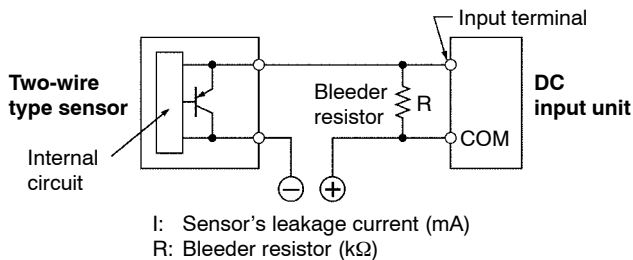 Input terminal
Two-wire
type sensor
Bleeder
resistor
R
DC
input unit
COM
Internal
circuit
− +
I: Sensor's leakage current (mA)
R: Bleeder resistor (kΩ)